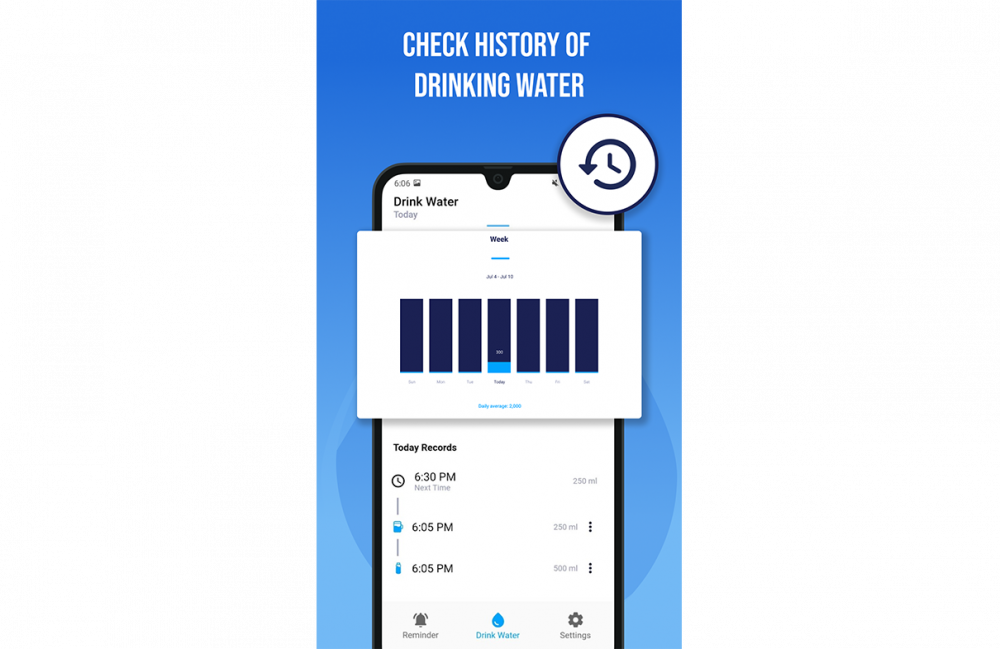 CHECK HISTORY OF
DRINKING WATER
6:06
Drink Water
Today
Week
Jul 4 - Jul 10
Sun Mon Tue Today Thu Fri Sat
Daily average: 2,000
Today Records
6:30 PM
Next Time
250 ml
6:05 PM
250 ml
6:05 PM
500 ml
Reminder Drink Water Settings